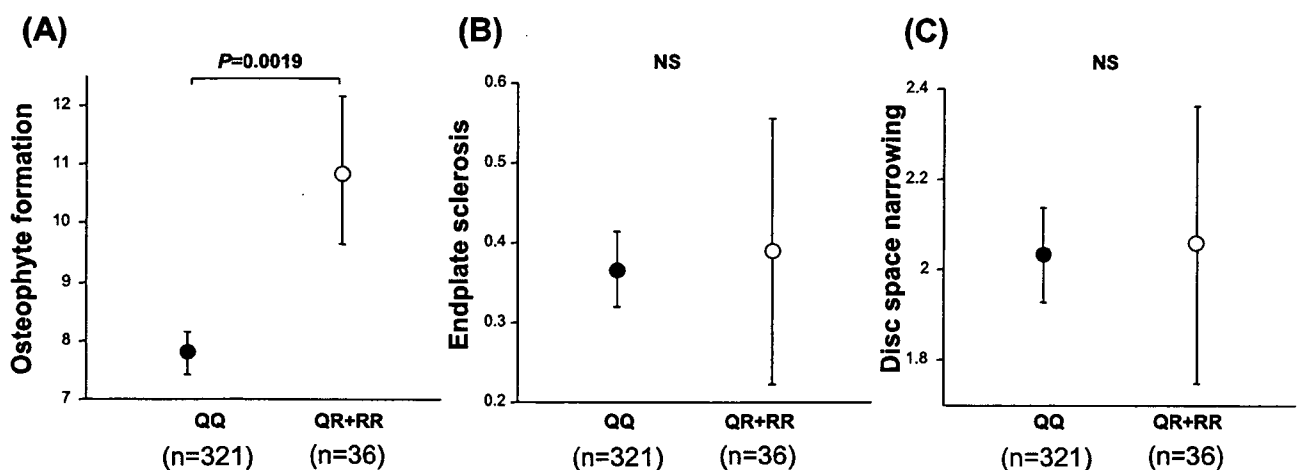 (A)
P=0.0019
Osteophyte formation
12
11
10
9
8
7
QQ
QR+RR
(n=321)
(n=36)
(B)
NS
Endplate sclerosis
0.6
0.5
0.4
0.3
0.2
QQ
QR+RR
(n=321)
(n=36)
(C)
NS
Disc space narrowing
2.4
2.2
2
1.8
QQ
QR+RR
(n=321)
(n=36)